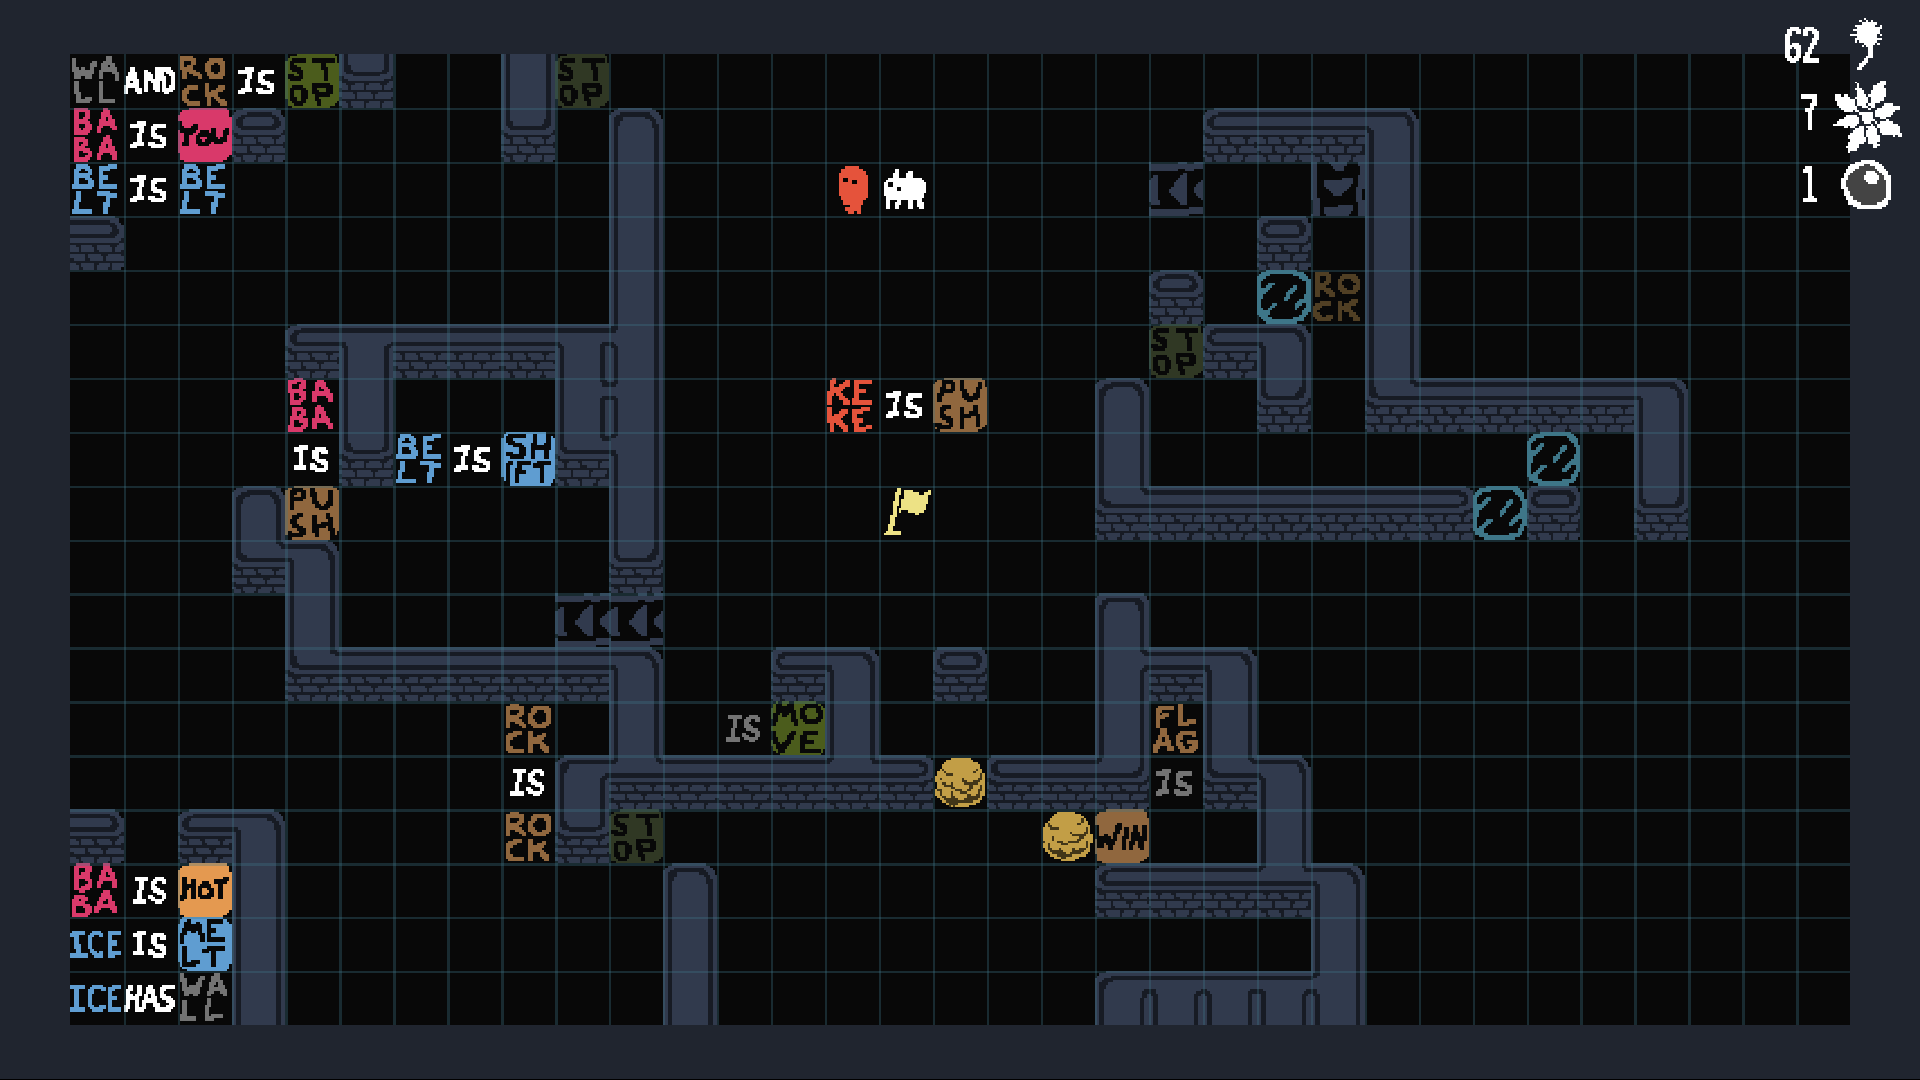 62
WALL AND ROCK IS STOP STOP
7
BABA IS YOU
1
BELT IS BELT
ROCK
STOP
BABA KEKE IS PUSH
IS BELT IS SHIFT
PUSH
ROCK IS MOVE FLAG
IS IS
ROCK STOP WIN
BABA IS HOT
ICE IS MELT
ICE HAS WALL